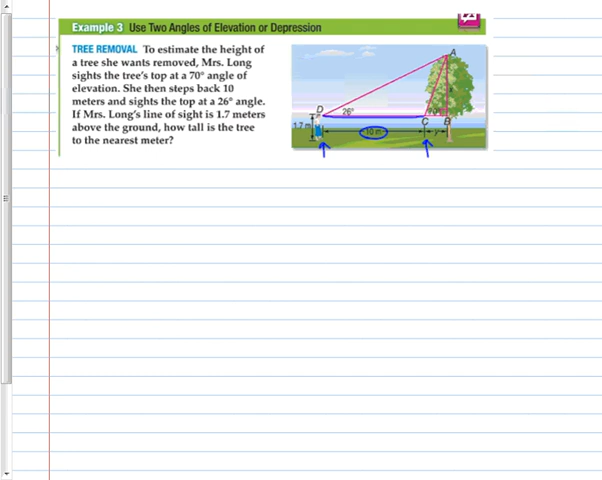 Example 3 Use Two Angles of Elevation or Depression
TREE REMOVAL To estimate the height of
a tree she wants removed, Mrs. Long
sights the tree's top at a 70° angle of
elevation. She then steps back 10
meters and sights the top at a 26° angle.
If Mrs. Long's line of sight is 1.7 meters
above the ground, how tall is the tree
to the nearest meter?
A
x
D
26°
70°
C
B
1.7 m
10 m
y